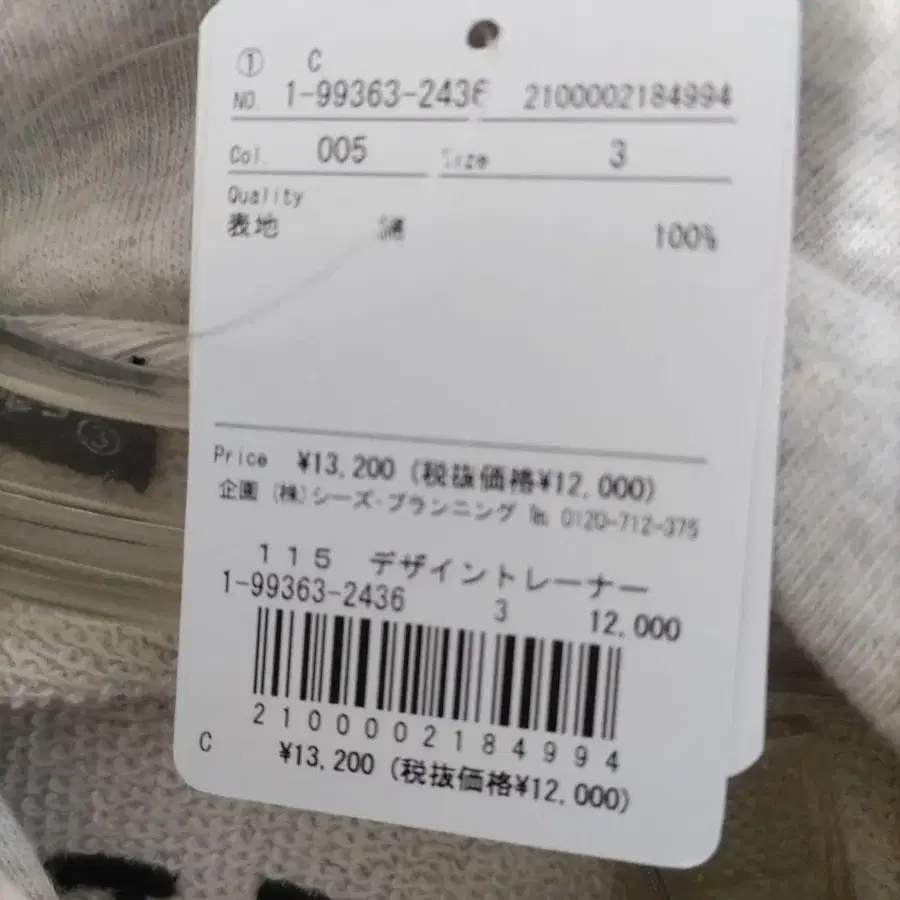 ① C
NO. 1-99363-2436 2100002184994
Col. 005 Size 3
Quality
表地 綿 100%
Price ¥13,200 (税抜価格¥12,000)
企画 (株)シーズ・プランニング ℡ 0120-712-375
115 デザイントレーナー
1-99363-2436 3 12,000
2100002184994
C ¥13,200 (税抜価格¥12,000)
③